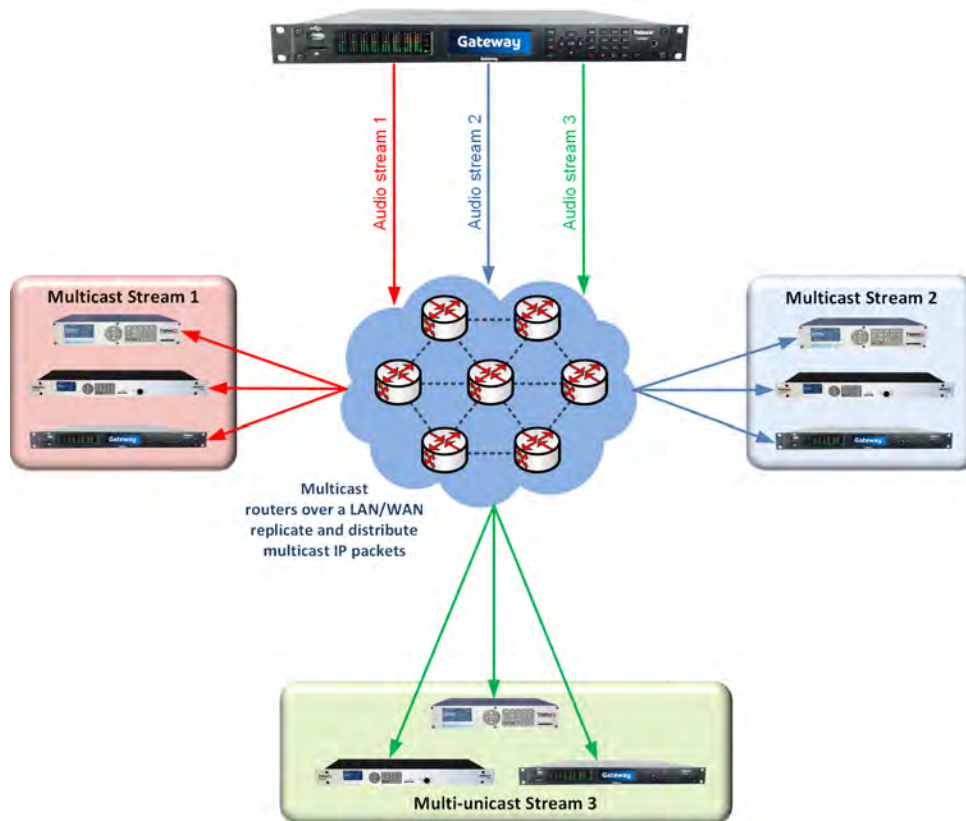 Gateway
Gateway
Audio stream 1
Audio stream 2
Audio stream 3
Multicast Stream 1
Gateway
Multicast Stream 2
Gateway
Multicast
routers over a LAN/WAN
replicate and distribute
multicast IP packets
Gateway
Multi-unicast Stream 3